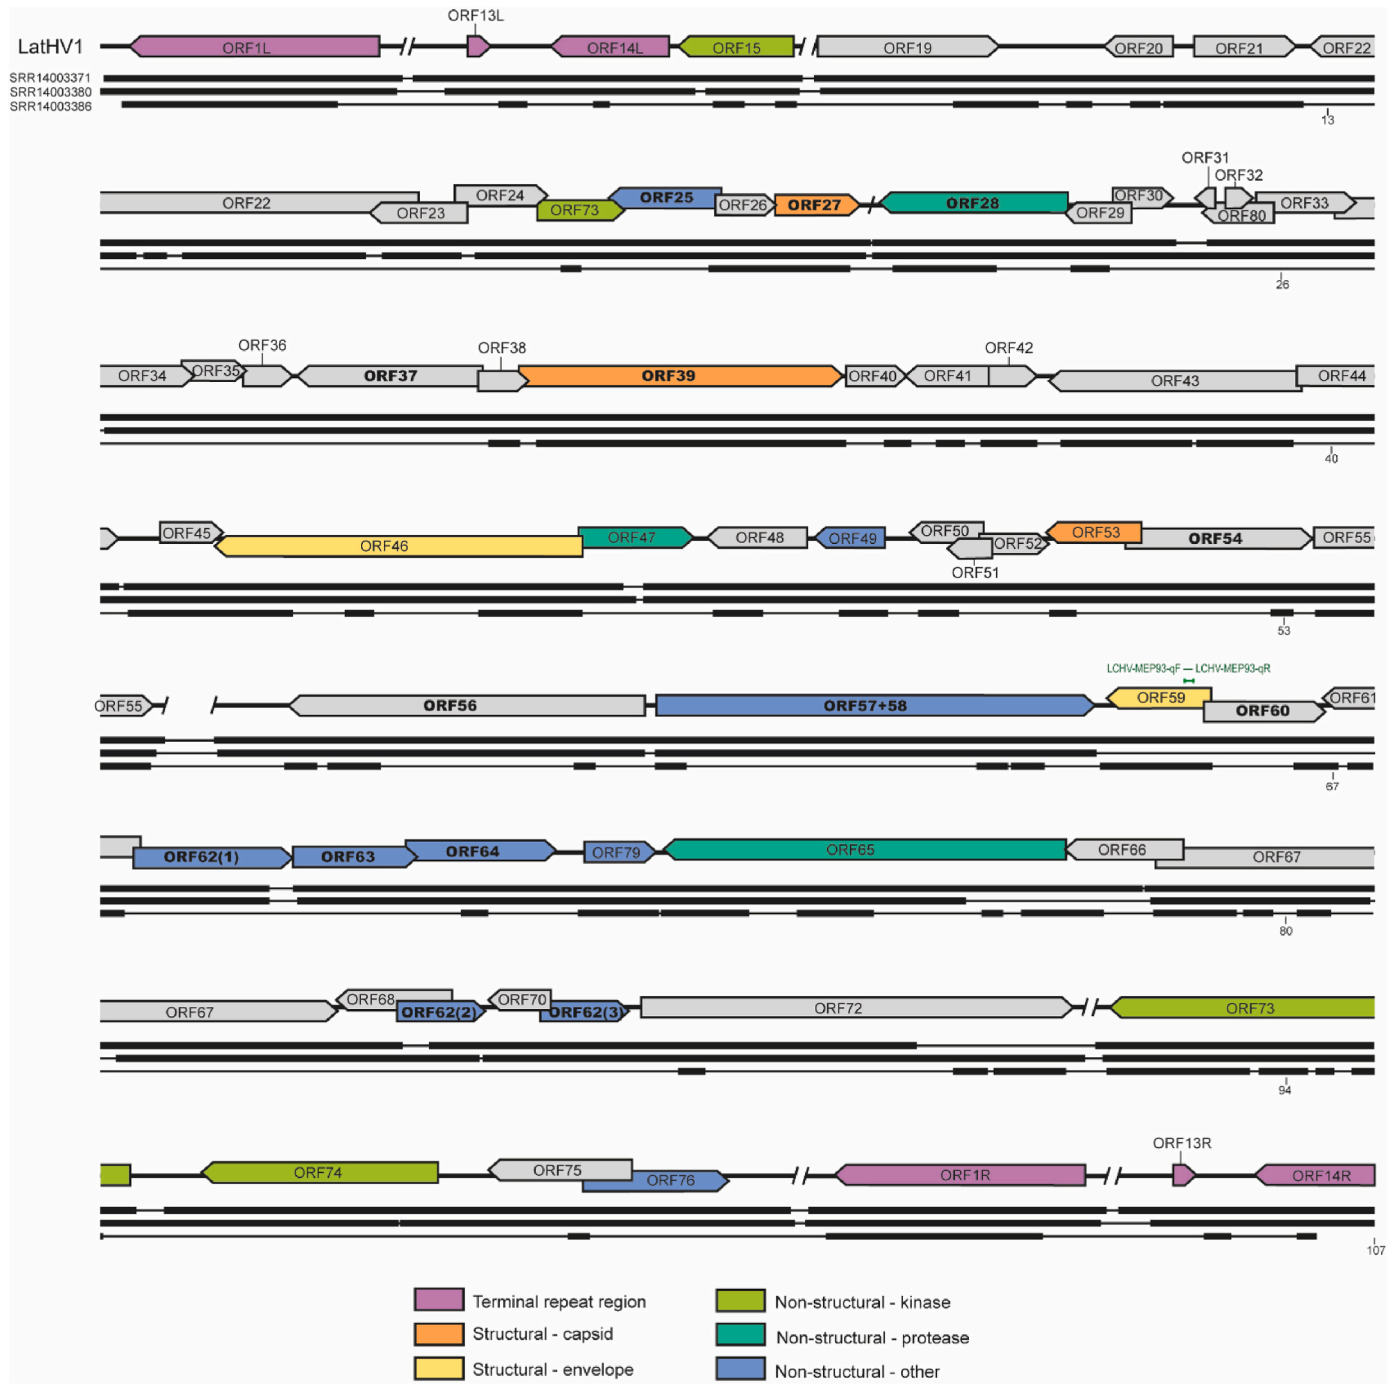 ORF13L
LatHV1 ORF1L ORF14L ORF15 ORF19 ORF20 ORF21 ORF22
SRR14003371
SRR14003380
SRR14003386
13
ORF31
ORF32
ORF22 ORF23 ORF24 ORF73 ORF25 ORF26 ORF27 ORF28 ORF29 ORF30 ORF80 ORF33
26
ORF36 ORF38 ORF42
ORF34 ORF35 ORF37 ORF39 ORF40 ORF41 ORF43 ORF44
40
ORF45 ORF46 ORF47 ORF48 ORF49 ORF50 ORF52 ORF53 ORF54 ORF55
ORF51
53
LCHV-MEP93-qF — LCHV-MEP93-qR
ORF55 ORF56 ORF57+58 ORF59 ORF60 ORF61
67
ORF62(1) ORF63 ORF64 ORF79 ORF65 ORF66 ORF67
80
ORF67 ORF68 ORF62(2) ORF70 ORF62(3) ORF72 ORF73
94
ORF13R
ORF74 ORF75 ORF76 ORF1R ORF14R
107
Terminal repeat region
Structural - capsid
Structural - envelope
Non-structural - kinase
Non-structural - protease
Non-structural - other